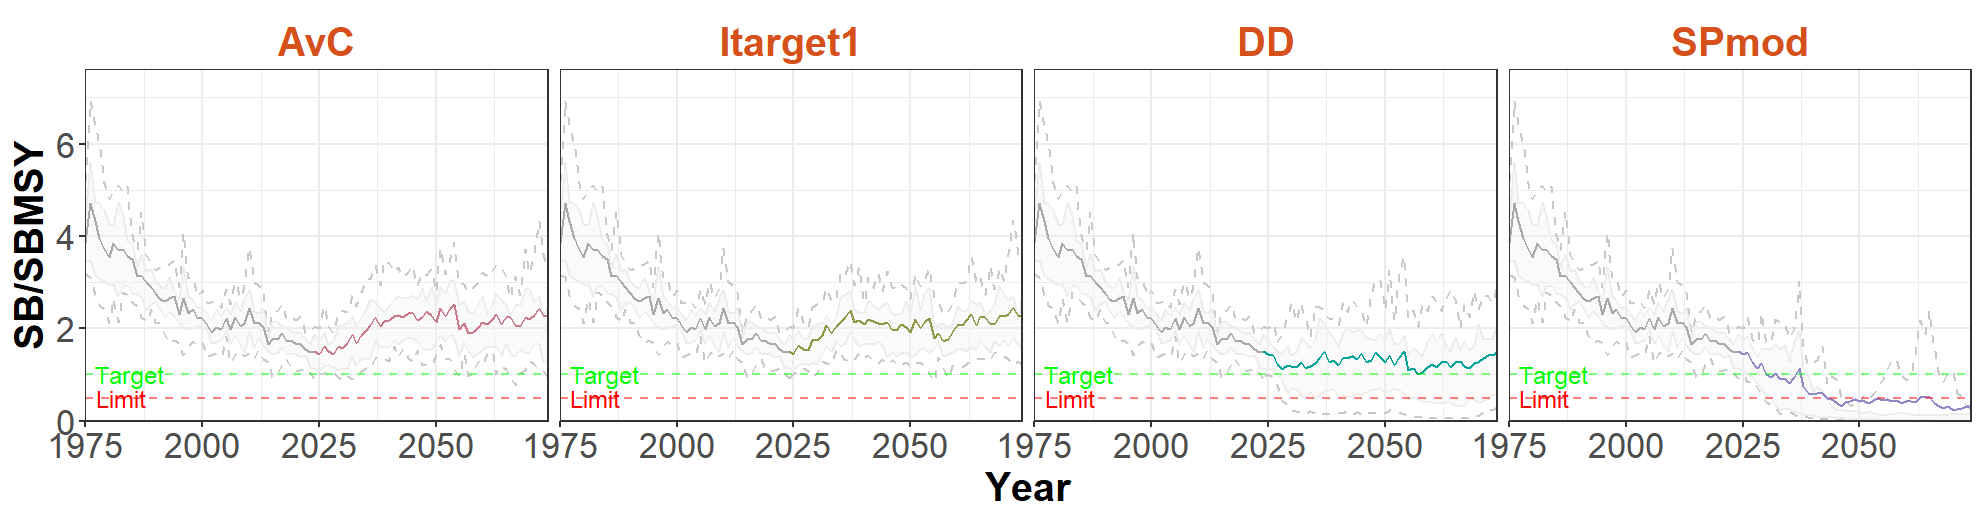 AvC Itarget1 DD SPmod
SB/SBMSY
6
4
2
0
Target Target Target Target
Limit Limit Limit Limit
1975 2000 2025 2050 1975 2000 2025 2050 1975 2000 2025 2050 1975 2000 2025 2050
Year